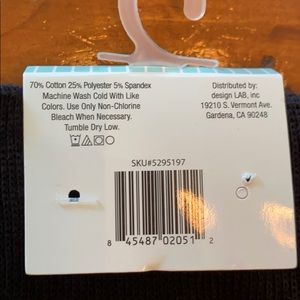 70% Cotton 25% Polyester 5% Spandex
Machine Wash Cold With Like
Colors. Use Only Non-Chlorine
Bleach When Necessary.
Tumble Dry Low.
Distributed by:
design LAB, inc
19210 S. Vermont Ave.
Gardena, CA 90248
SKU#5295197
8 45487 02051 2